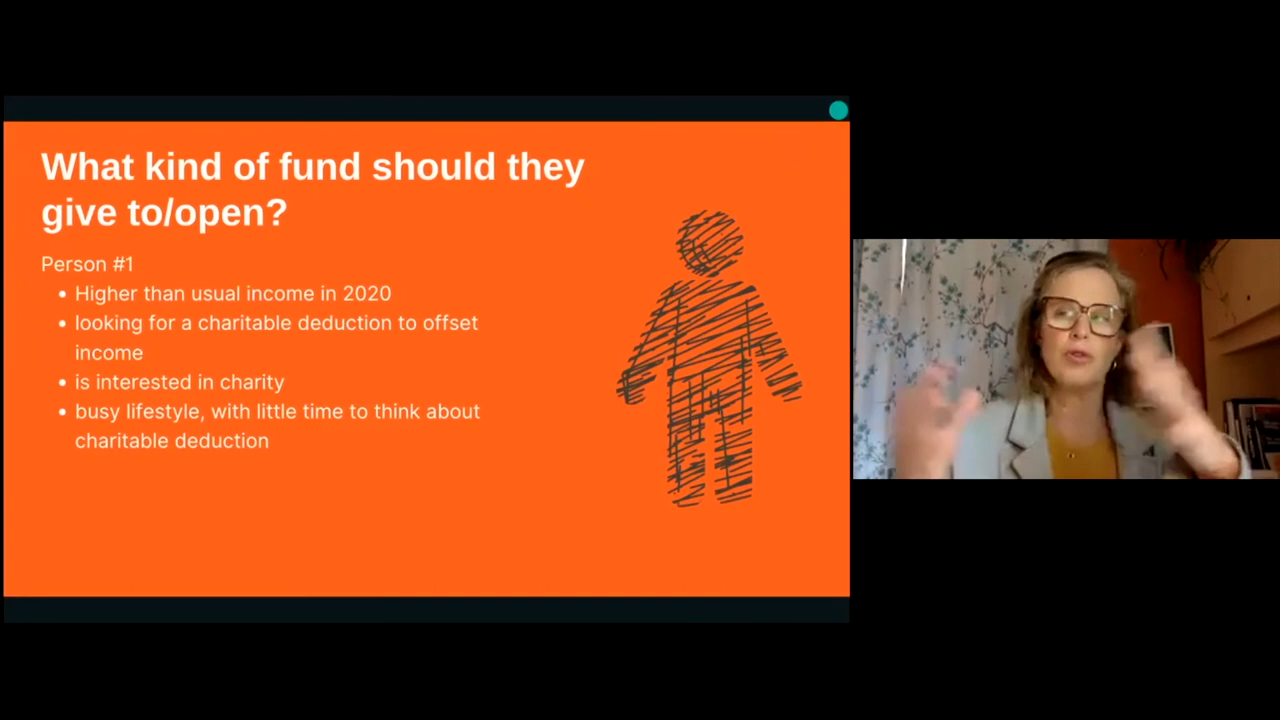 What kind of fund should they
give to/open?
Person #1
• Higher than usual income in 2020
• looking for a charitable deduction to offset
income
• is interested in charity
• busy lifestyle, with little time to think about
charitable deduction